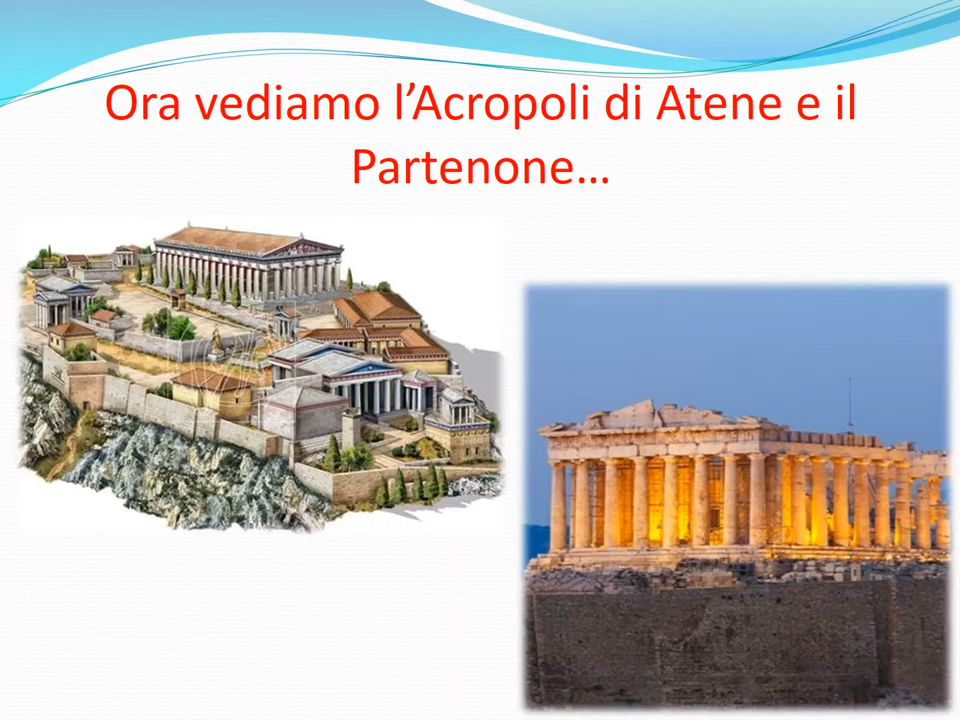 Ora vediamo l’Acropoli di Atene e il
Partenone…